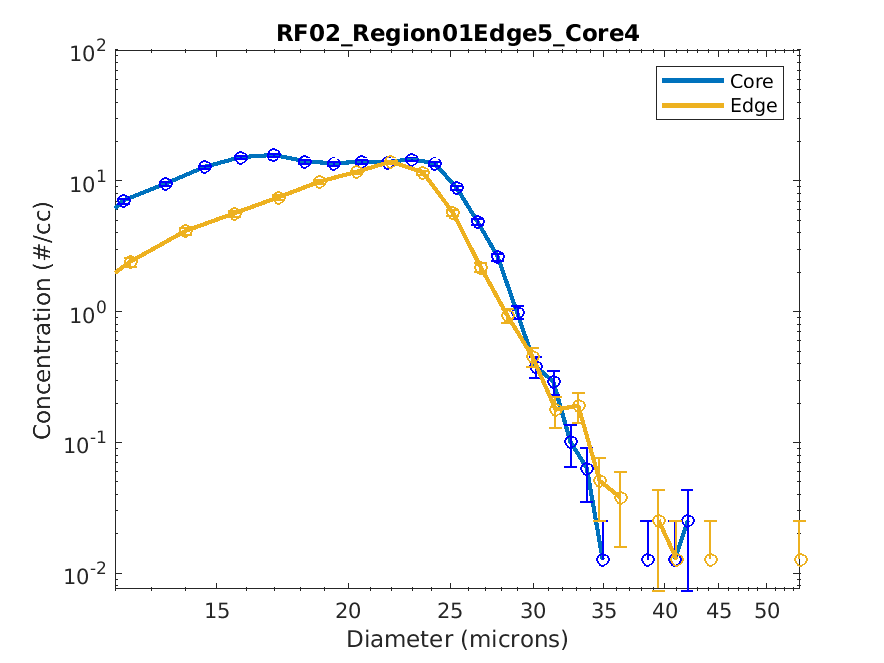 RF02_Region01Edge5_Core4
Core
Edge
10^2
10^1
10^0
10^-1
10^-2
Concentration (#/cc)
15 20 25 30 35 40 45 50
Diameter (microns)